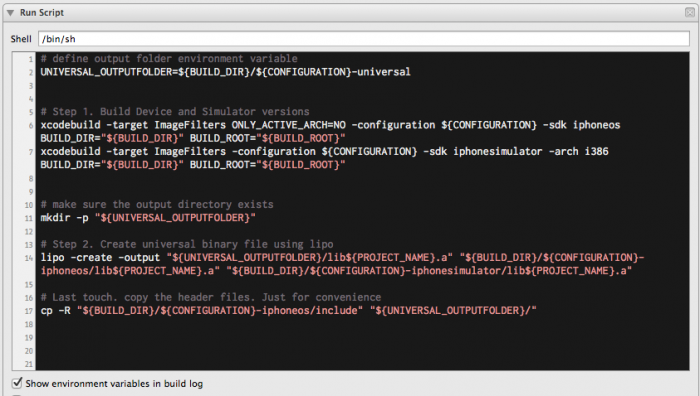 Run Script
Shell /bin/sh
1 # define output folder environment variable
2 UNIVERSAL_OUTPUTFOLDER=${BUILD_DIR}/${CONFIGURATION}-universal
3
4
5 # Step 1. Build Device and Simulator versions
6 xcodebuild -target ImageFilters ONLY_ACTIVE_ARCH=NO -configuration ${CONFIGURATION} -sdk iphoneos
BUILD_DIR="${BUILD_DIR}" BUILD_ROOT="${BUILD_ROOT}"
7 xcodebuild -target ImageFilters -configuration ${CONFIGURATION} -sdk iphonesimulator -arch i386
BUILD_DIR="${BUILD_DIR}" BUILD_ROOT="${BUILD_ROOT}"
8
9
10 # make sure the output directory exists
11 mkdir -p "${UNIVERSAL_OUTPUTFOLDER}"
12
13 # Step 2. Create universal binary file using lipo
14 lipo -create -output "${UNIVERSAL_OUTPUTFOLDER}/lib${PROJECT_NAME}.a" "${BUILD_DIR}/${CONFIGURATION}-
iphoneos/lib${PROJECT_NAME}.a" "${BUILD_DIR}/${CONFIGURATION}-iphonesimulator/lib${PROJECT_NAME}.a"
15
16 # Last touch. copy the header files. Just for convenience
17 cp -R "${BUILD_DIR}/${CONFIGURATION}-iphoneos/include" "${UNIVERSAL_OUTPUTFOLDER}/"
18
19
20
21
Show environment variables in build log